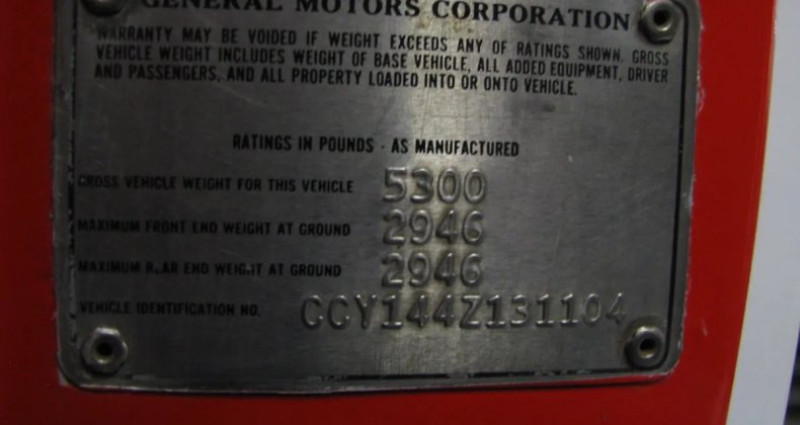 GENERAL MOTORS CORPORATION
WARRANTY MAY BE VOIDED IF WEIGHT EXCEEDS ANY OF RATINGS SHOWN. GROSS
VEHICLE WEIGHT INCLUDES WEIGHT OF BASE VEHICLE, ALL ADDED EQUIPMENT, DRIVER
AND PASSENGERS, AND ALL PROPERTY LOADED INTO OR ONTO VEHICLE.
RATINGS IN POUNDS - AS MANUFACTURED
GROSS VEHICLE WEIGHT FOR THIS VEHICLE 5300
MAXIMUM FRONT END WEIGHT AT GROUND 2946
MAXIMUM REAR END WEIGHT AT GROUND 2946
VEHICLE IDENTIFICATION NO. CCY144Z131104